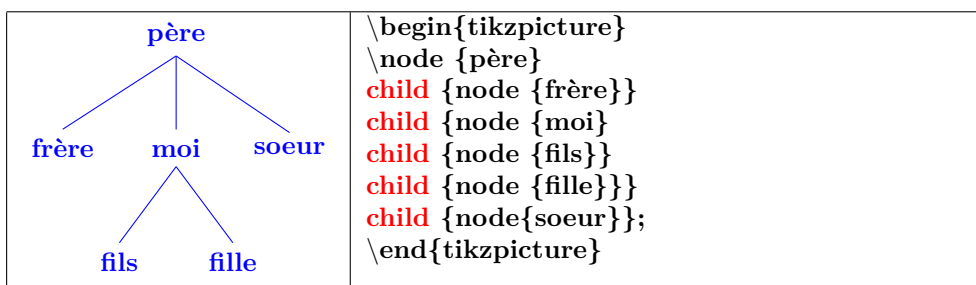 père
frère moi soeur
fils fille
\begin{tikzpicture}
\node {père}
child {node {frère}}
child {node {moi}
child {node {fils}}
child {node {fille}}}
child {node{soeur}};
\end{tikzpicture}